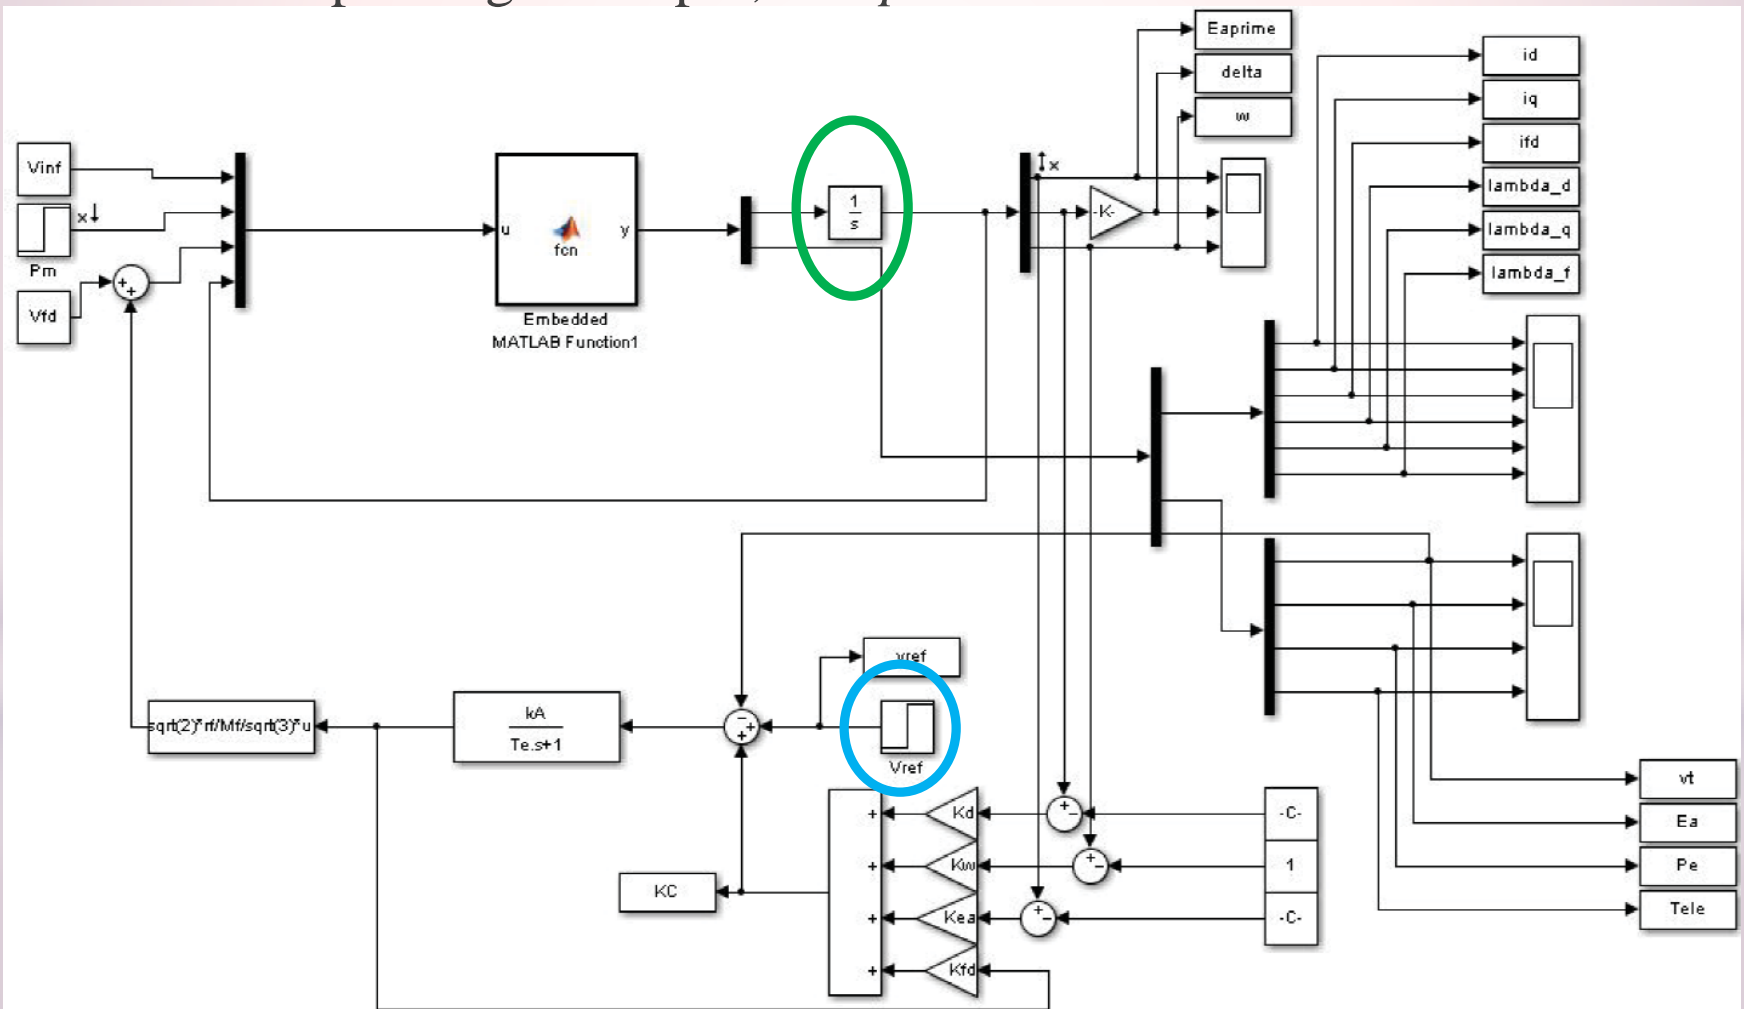 Eaprime
delta
w
id
iq
ifd
lambda_d
lambda_q
lambda_f
Vinf
x
Pm
Vfd
+
+
u
fcn
y
Embedded
MATLAB Function1
1
s
x
-K-
vref
Vref
sqrt(2)*rf/Mf/sqrt(3)*u
kA
Te.s+1
-
+
+
KC
+
+
+
+
Kd
Kw
Kea
Kfd
+
-
+
-
+
-
-C-
1
-C-
vt
Ea
Pe
Tele